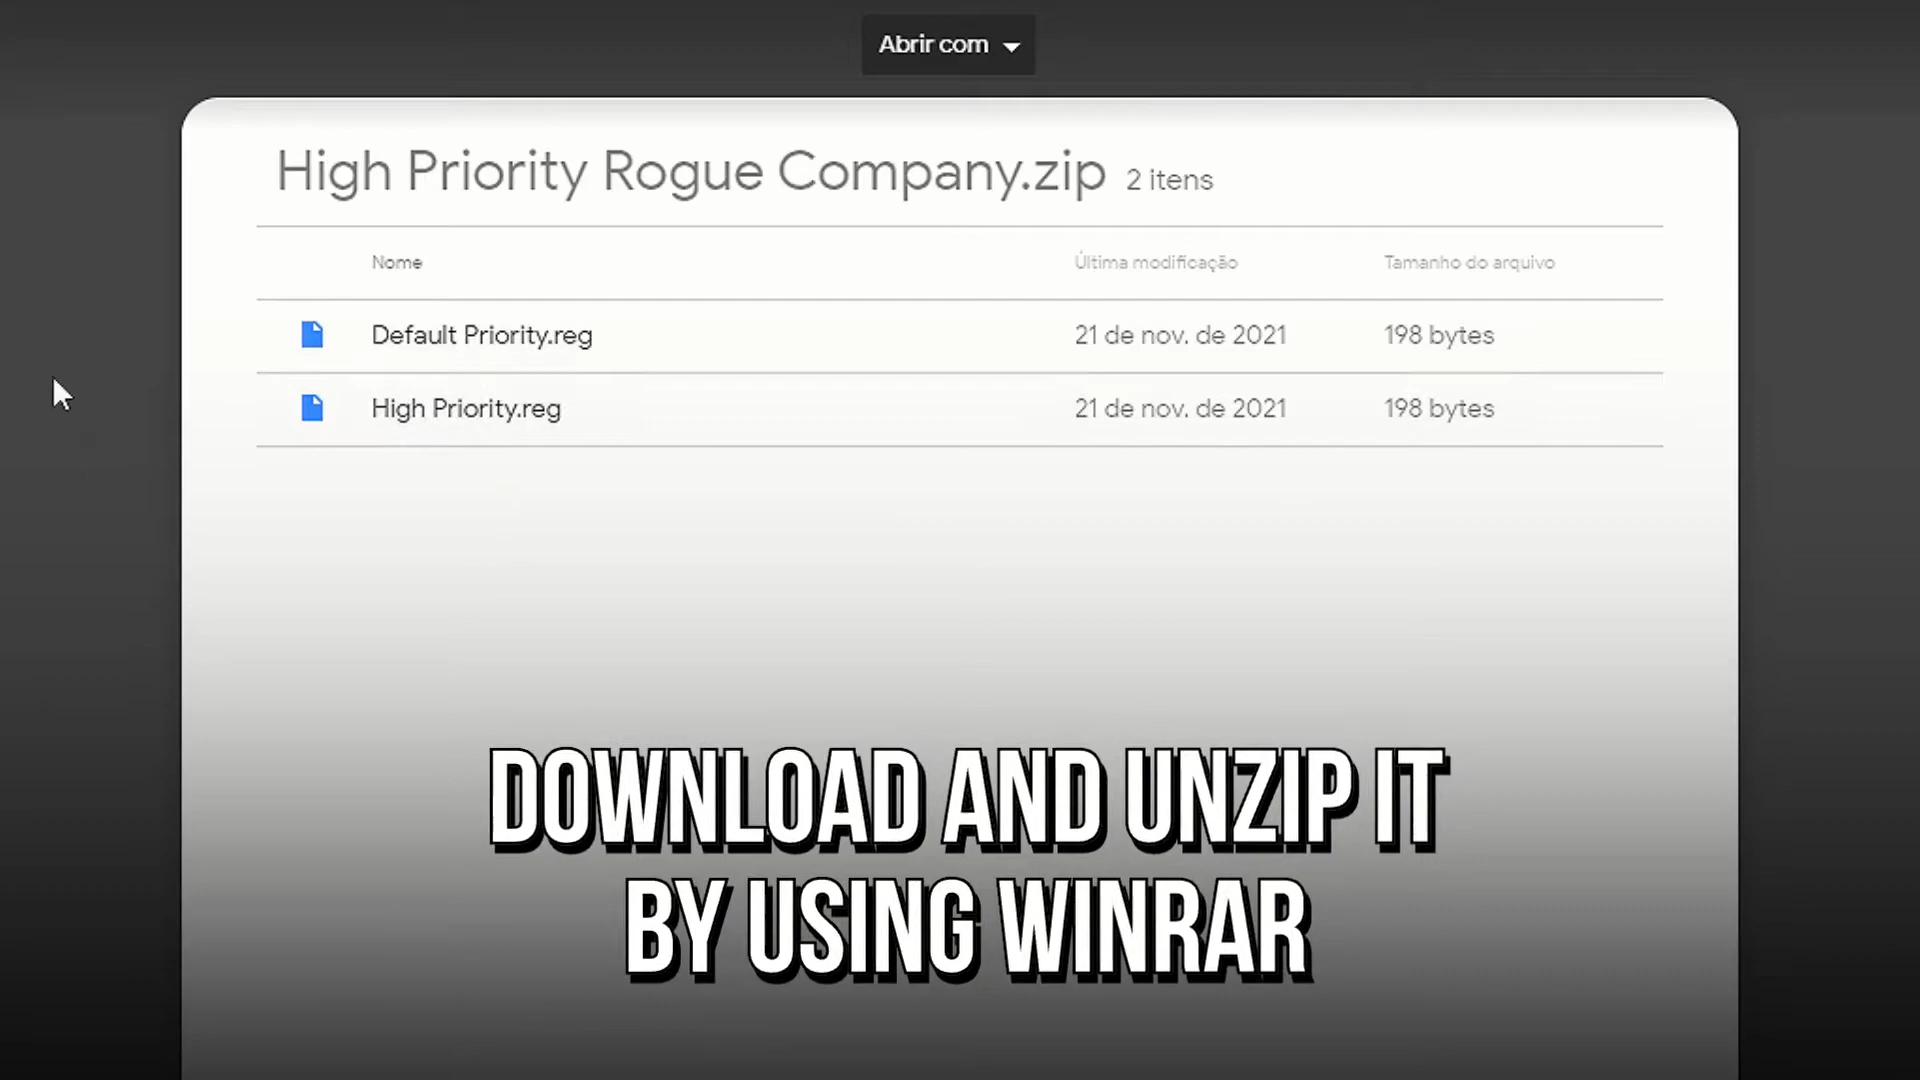 Abrir com
High Priority Rogue Company.zip 2 itens
Nome Última modificação Tamanho do arquivo
Default Priority.reg 21 de nov. de 2021 198 bytes
High Priority.reg 21 de nov. de 2021 198 bytes
DOWNLOAD AND UNZIP IT
BY USING WINRAR